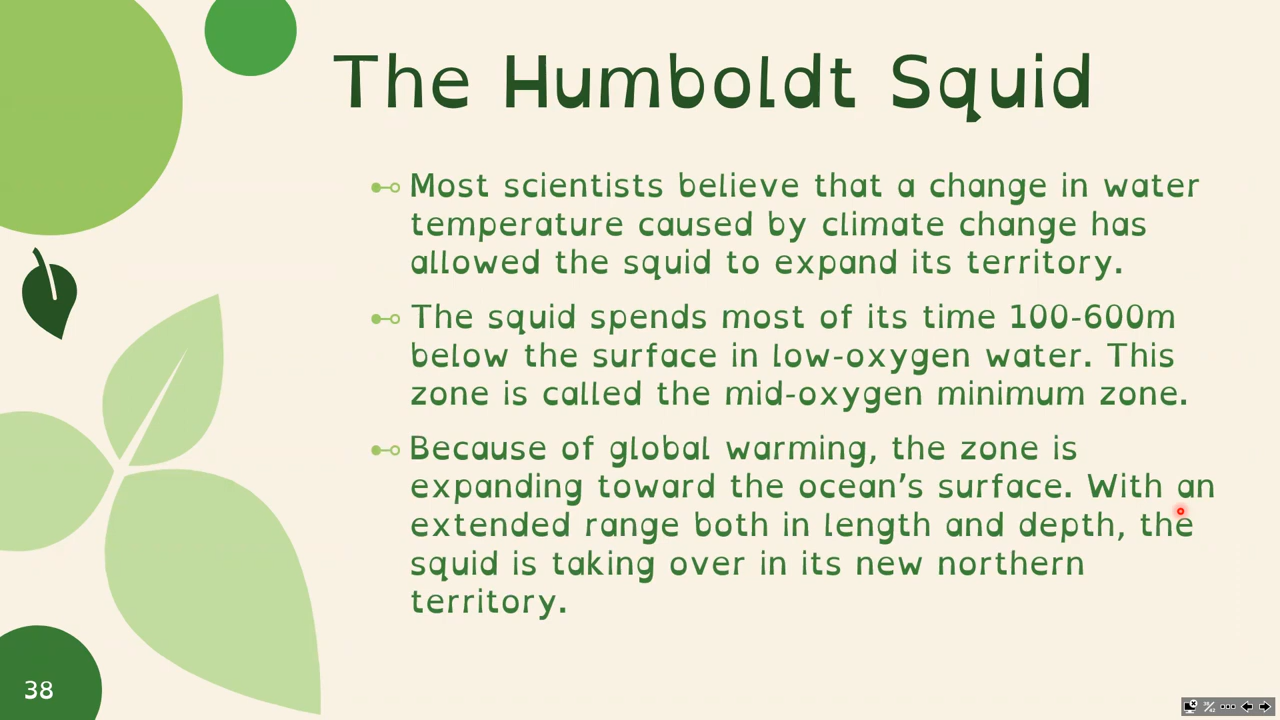 The Humboldt Squid
Most scientists believe that a change in water
temperature caused by climate change has
allowed the squid to expand its territory.
The squid spends most of its time 100-600m
below the surface in low-oxygen water. This
zone is called the mid-oxygen minimum zone.
Because of global warming, the zone is
expanding toward the ocean’s surface. With an
extended range both in length and depth, the
squid is taking over in its new northern
territory.
38